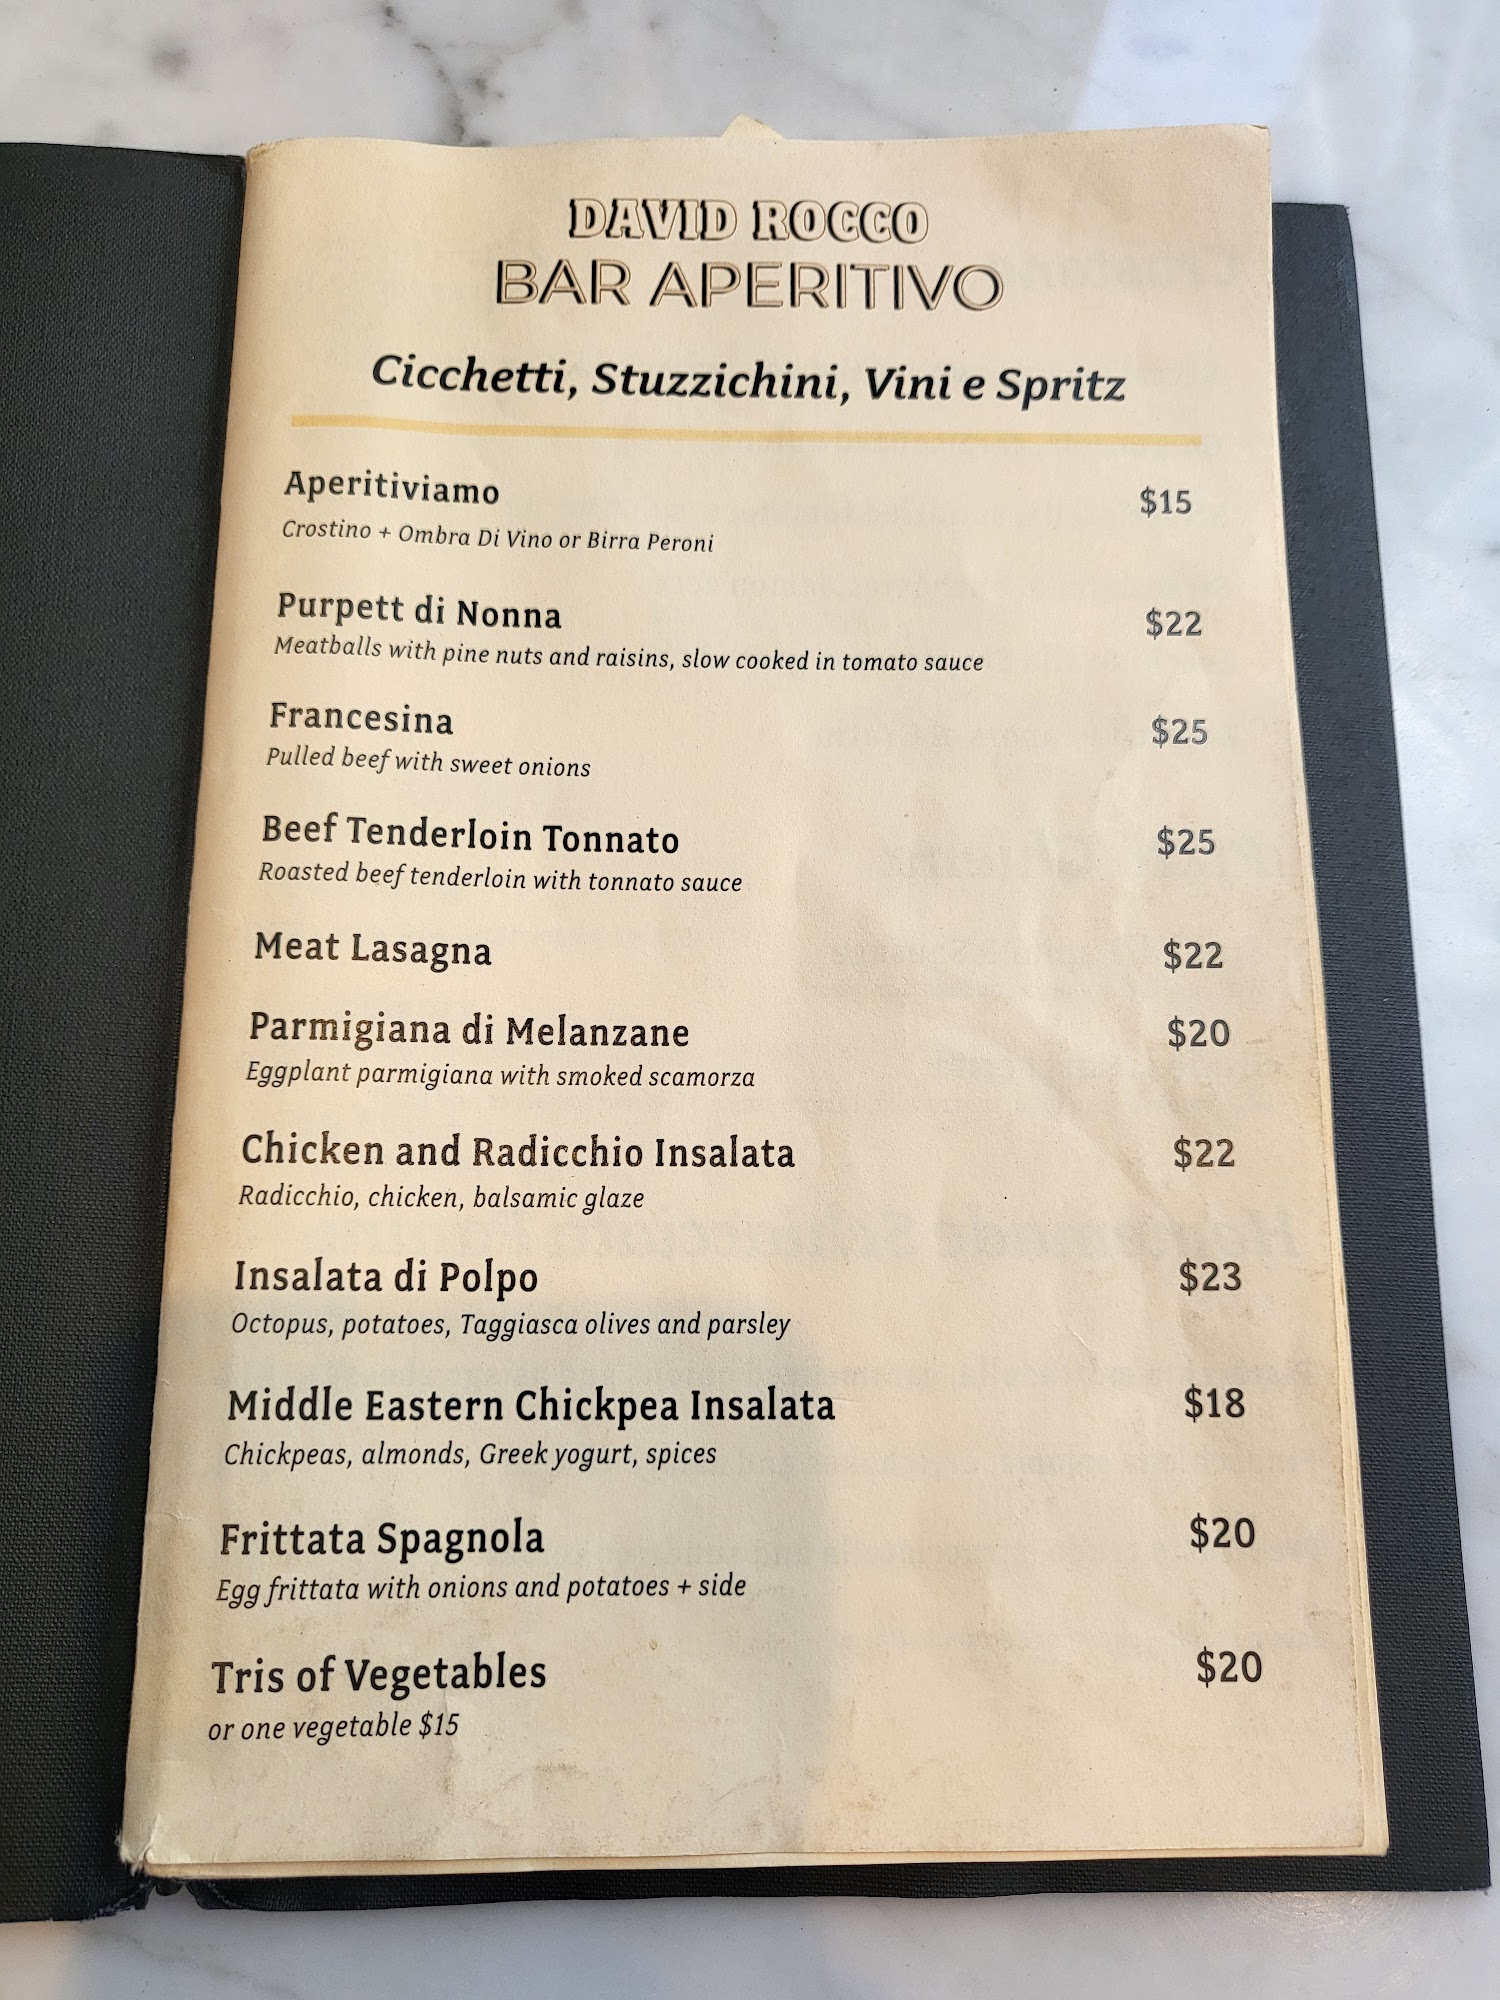 DAVID ROCCO
BAR APERITIVO
Cicchetti, Stuzzichini, Vini e Spritz
Aperitiviamo $15
Crostino + Ombra Di Vino or Birra Peroni
Purpett di Nonna $22
Meatballs with pine nuts and raisins, slow cooked in tomato sauce
Francesina $25
Pulled beef with sweet onions
Beef Tenderloin Tonnato $25
Roasted beef tenderloin with tonnato sauce
Meat Lasagna $22
Parmigiana di Melanzane $20
Eggplant parmigiana with smoked scamorza
Chicken and Radicchio Insalata $22
Radicchio, chicken, balsamic glaze
Insalata di Polpo $23
Octopus, potatoes, Taggiasca olives and parsley
Middle Eastern Chickpea Insalata $18
Chickpeas, almonds, Greek yogurt, spices
Frittata Spagnola $20
Egg frittata with onions and potatoes + side
Tris of Vegetables $20
or one vegetable $15